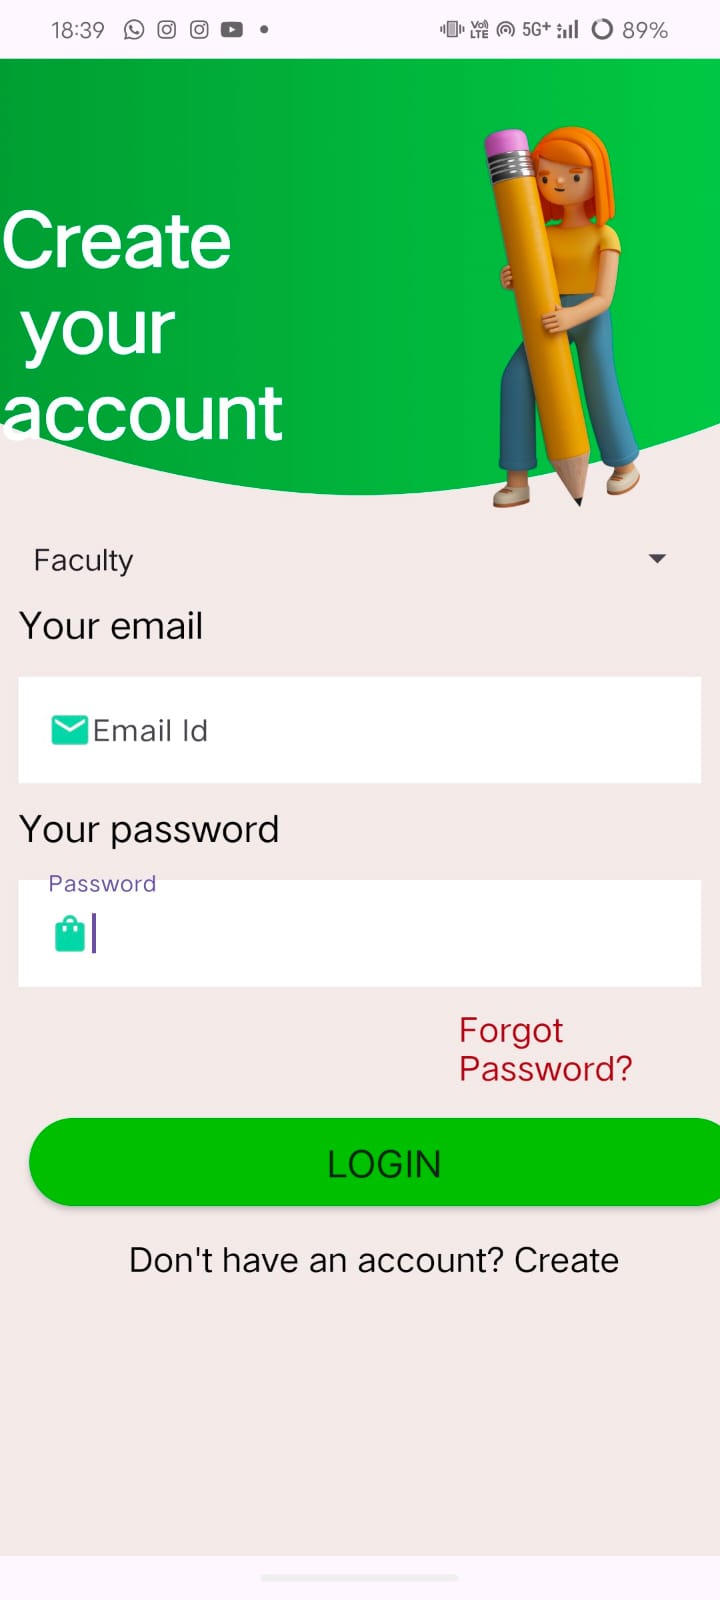 18:39 VoI) LTE 5G+ 89%
Create
your
account
Faculty
Your email
Email Id
Your password
Password
Forgot
Password?
LOGIN
Don't have an account? Create